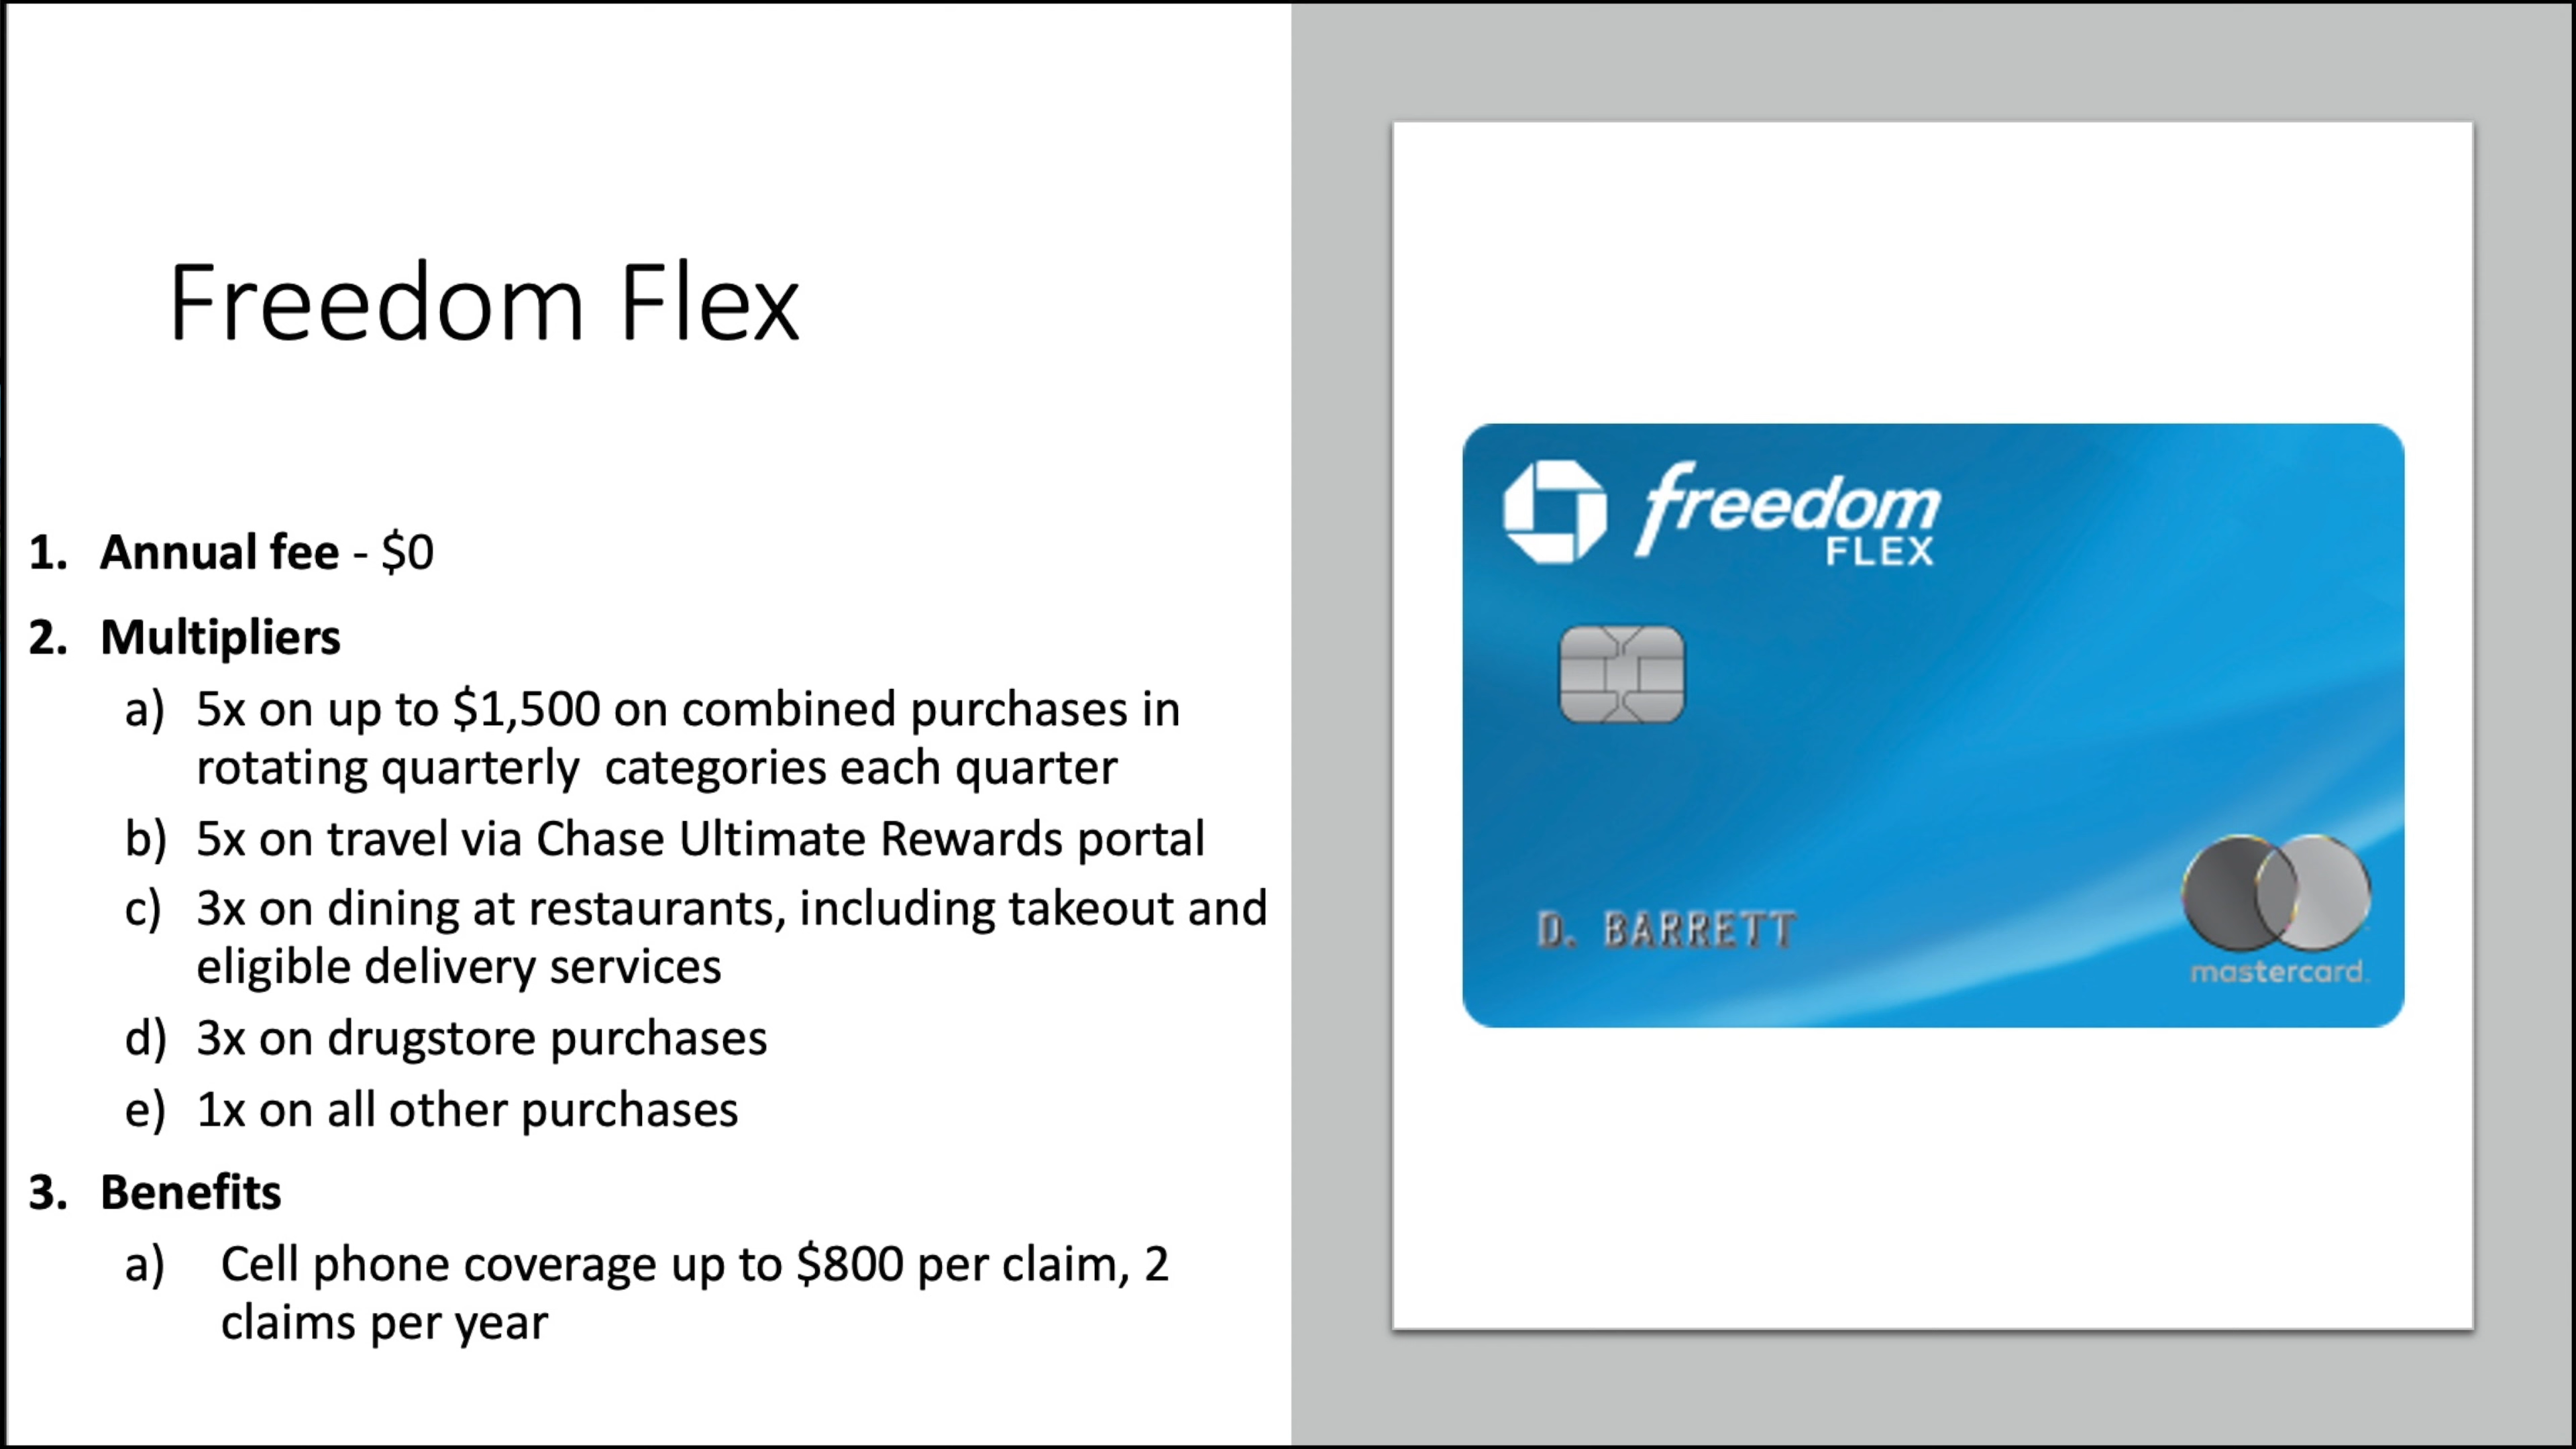 Freedom Flex
1. Annual fee - $0
2. Multipliers
a) 5x on up to $1,500 on combined purchases in
rotating quarterly  categories each quarter
b) 5x on travel via Chase Ultimate Rewards portal
c) 3x on dining at restaurants, including takeout and
eligible delivery services
d) 3x on drugstore purchases
e) 1x on all other purchases
3. Benefits
a) Cell phone coverage up to $800 per claim, 2
claims per year
freedom
FLEX
D. BARRETT
mastercard.